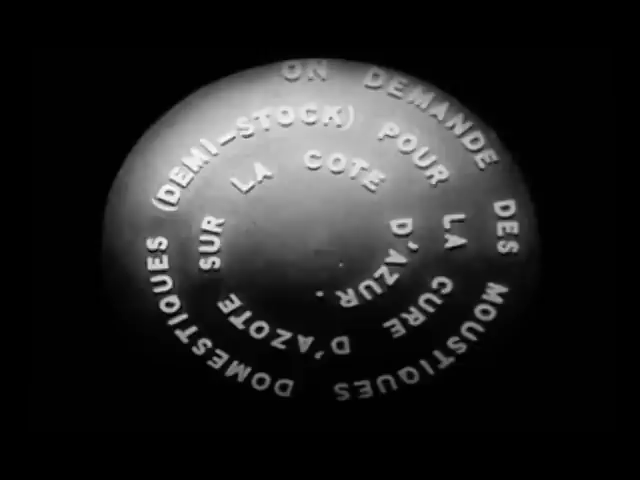 ON DEMANDE DES MOUSTIQUES DOMESTIQUES (DEMI-STOCK) POUR LA CURE D'AZOTE SUR LA COTE D'AZUR.